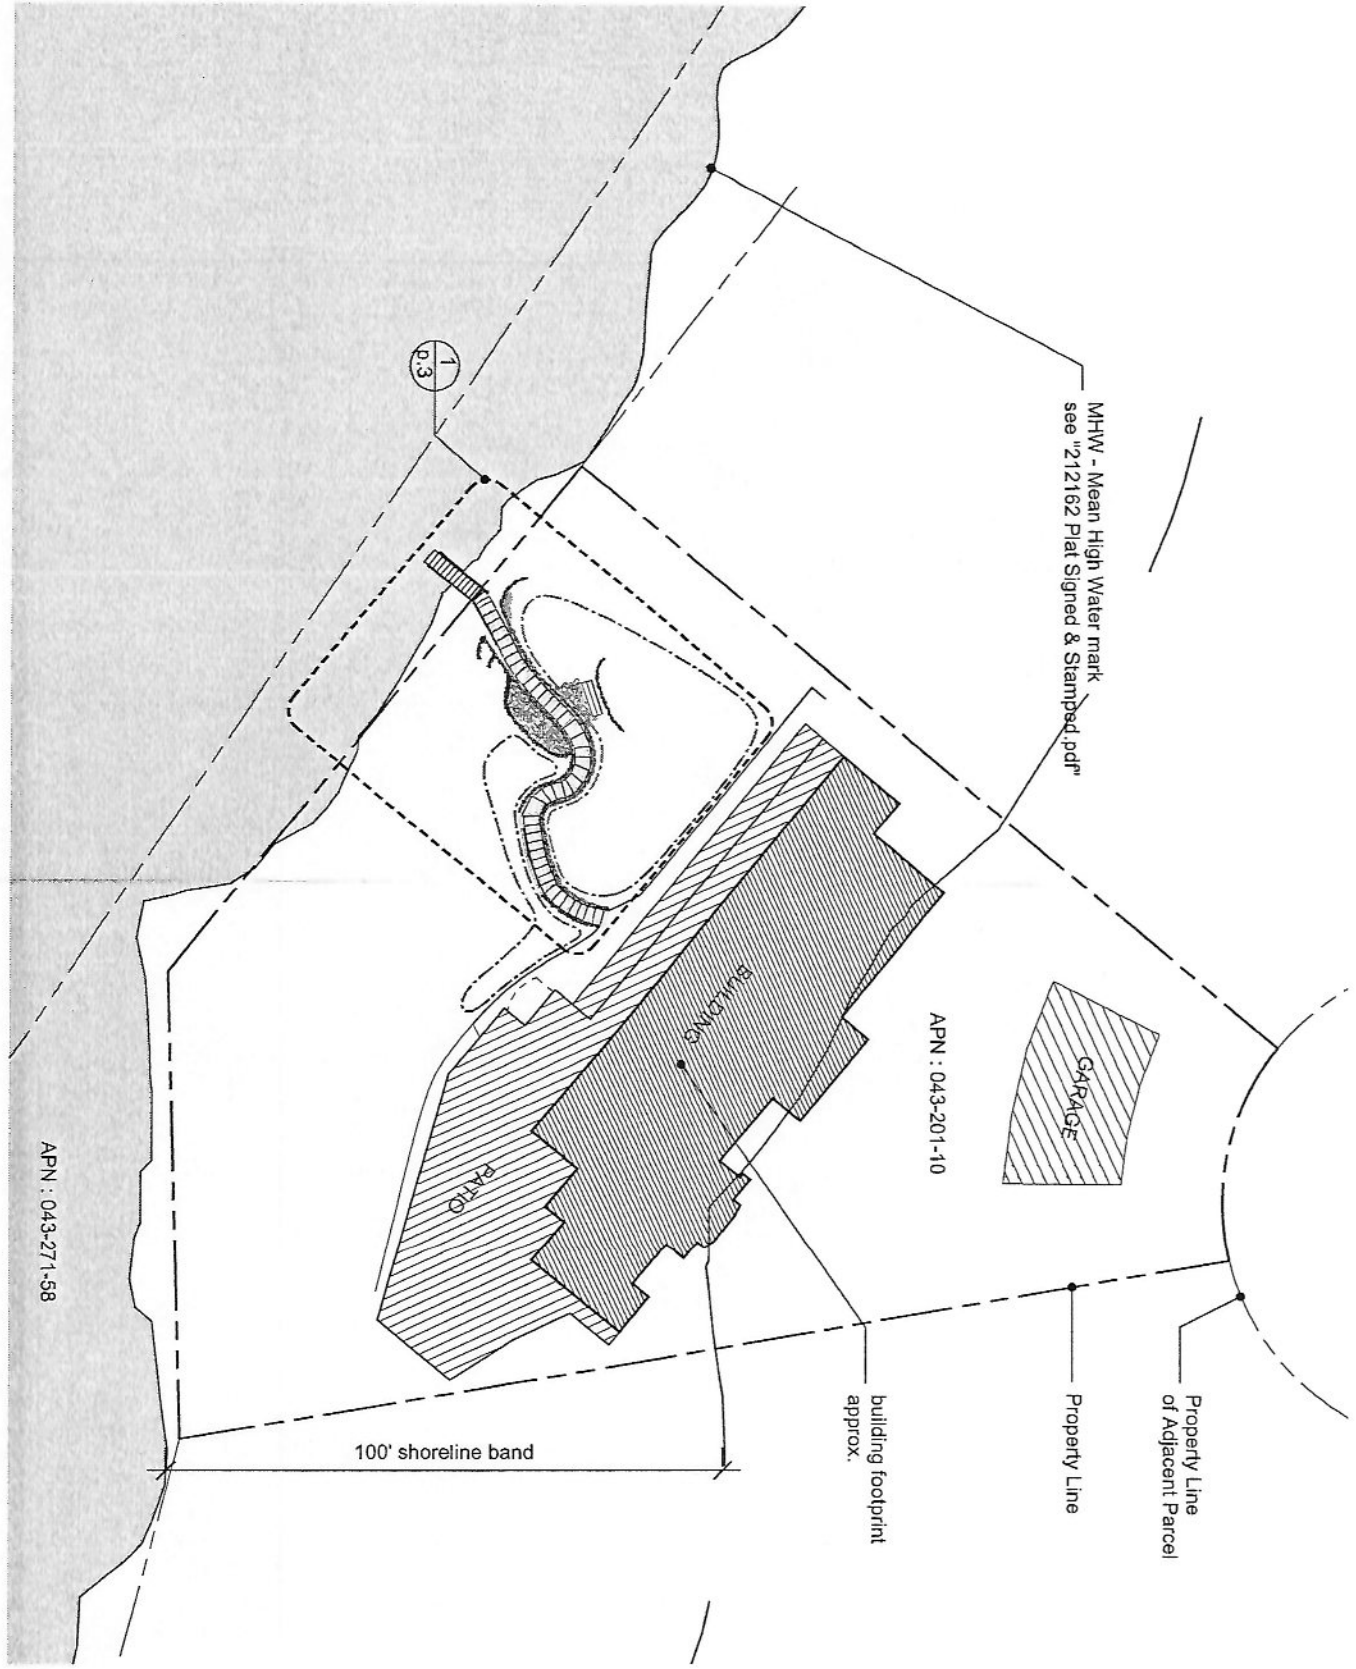 MHW - Mean High Water mark
see "212162 Plat Signed & Stamped.pdf"
1
p.3
BUILDING
GARAGE
APN : 043-201-10
PATIO
APN : 043-271-58
100' shoreline band
building footprint
approx.
Property Line
Property Line
of Adjacent Parcel